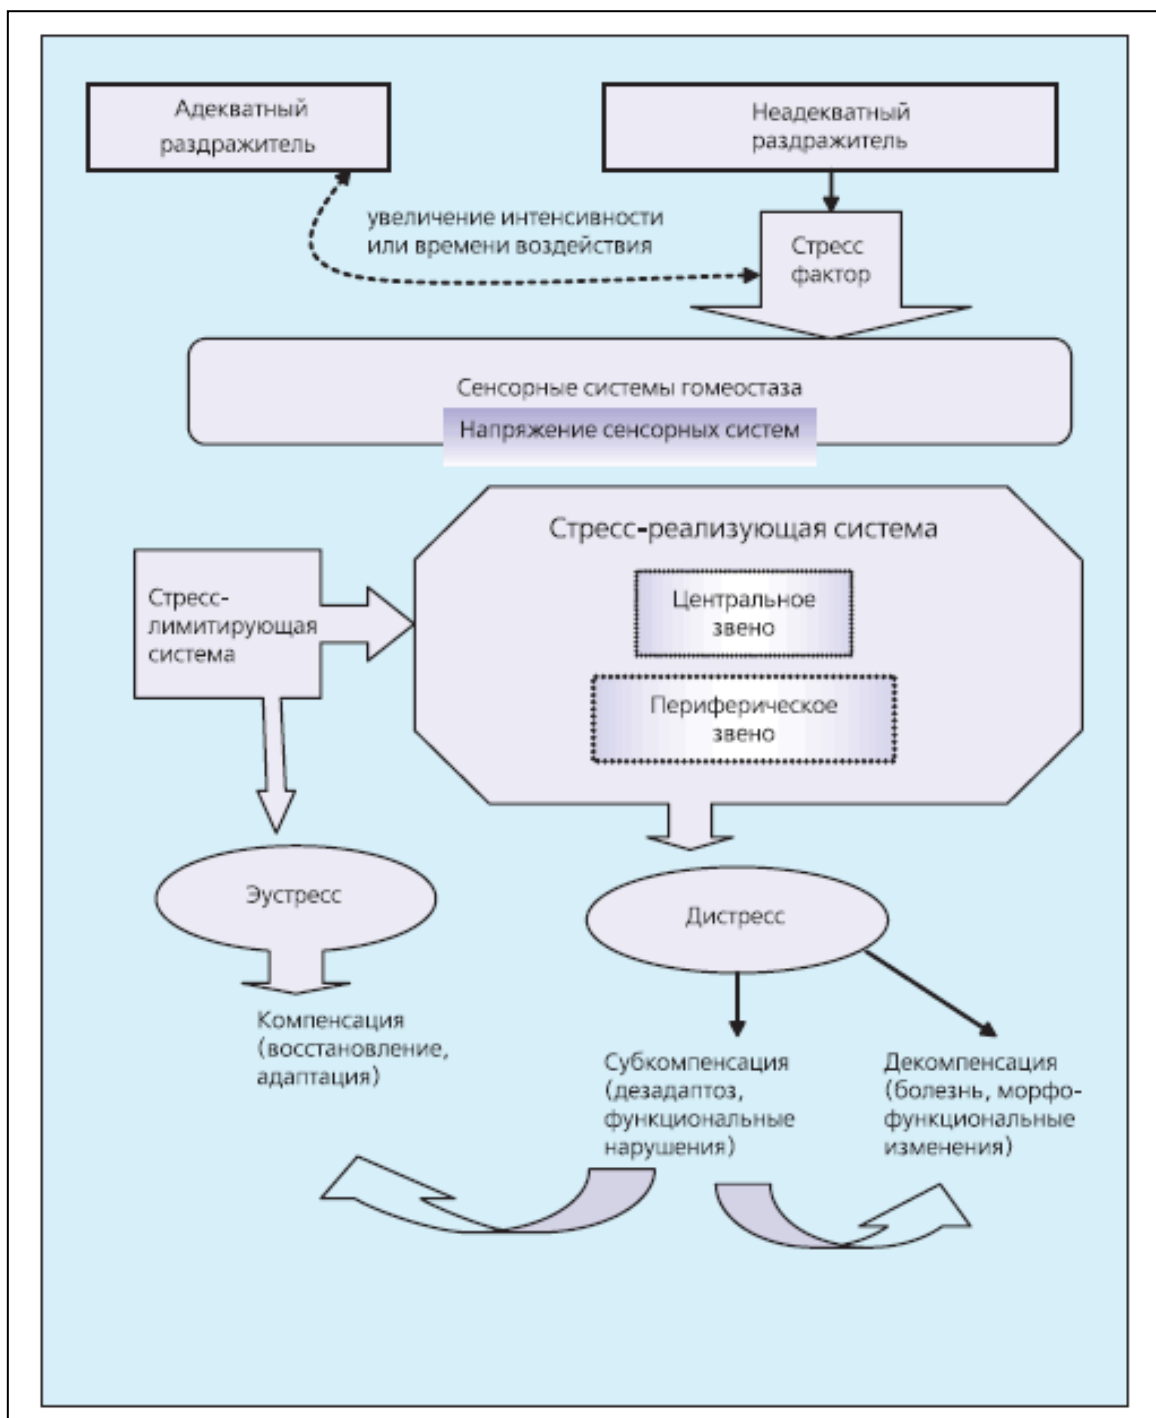 Адекватный
раздражитель
Неадекватный
раздражитель
увеличение интенсивности
или времени воздействия
Стресс
фактор
Сенсорные системы гомеостаза
Напряжение сенсорных систем
Стресс-реализующая система
Центральное
звено
Периферическое
звено
Стресс-
лимитирующая
система
Эустресс
Дистресс
Компенсация
(восстановление,
адаптация)
Субкомпенсация
(дезадаптоз,
функциональные
нарушения)
Декомпенсация
(болезнь, морфо-
функциональные
изменения)